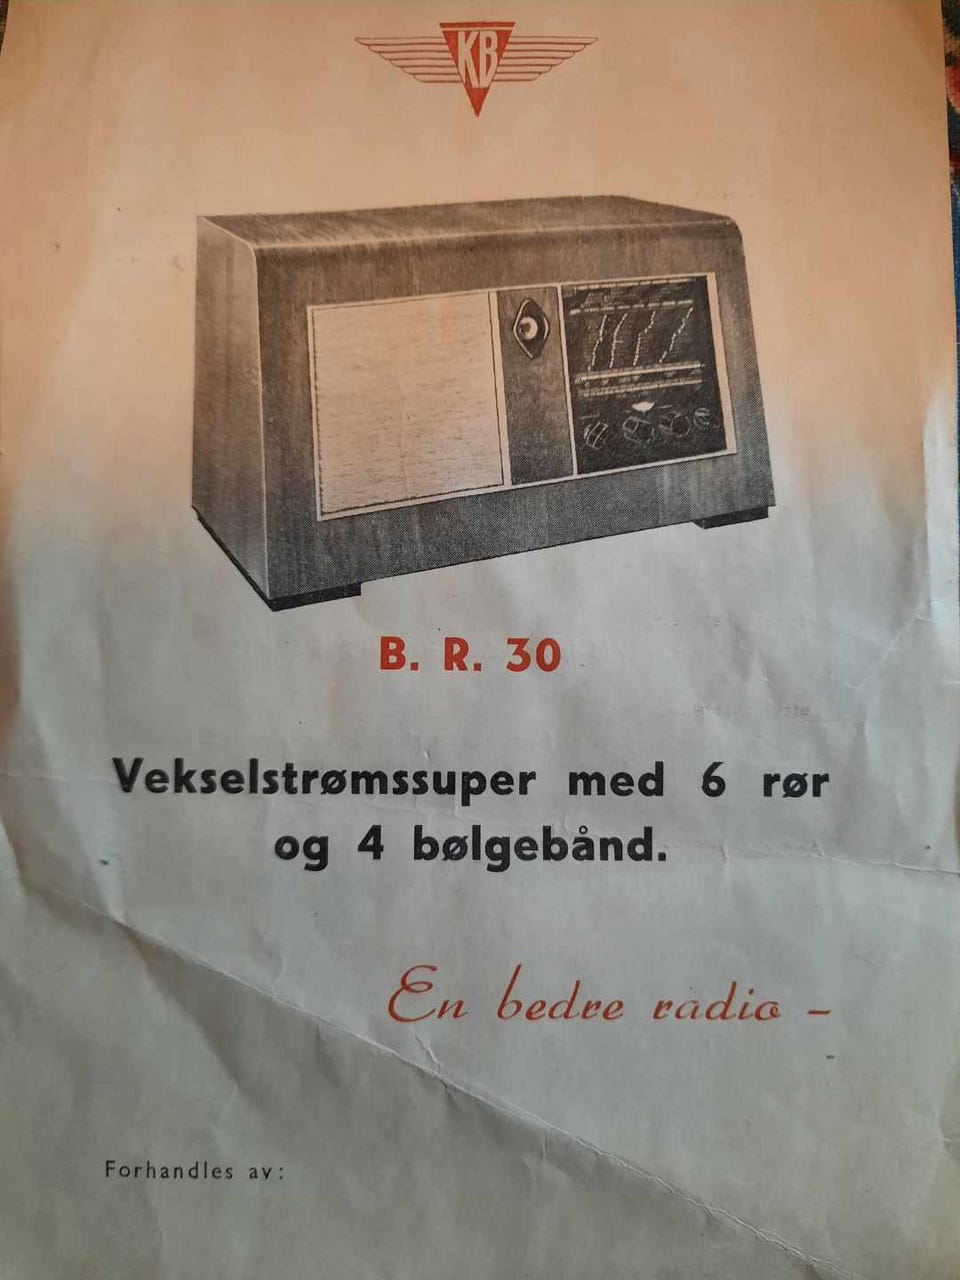 KB
B. R. 30
Vekselstrømssuper med 6 rør
og 4 bølgebånd.
En bedre radio –
Forhandles av: